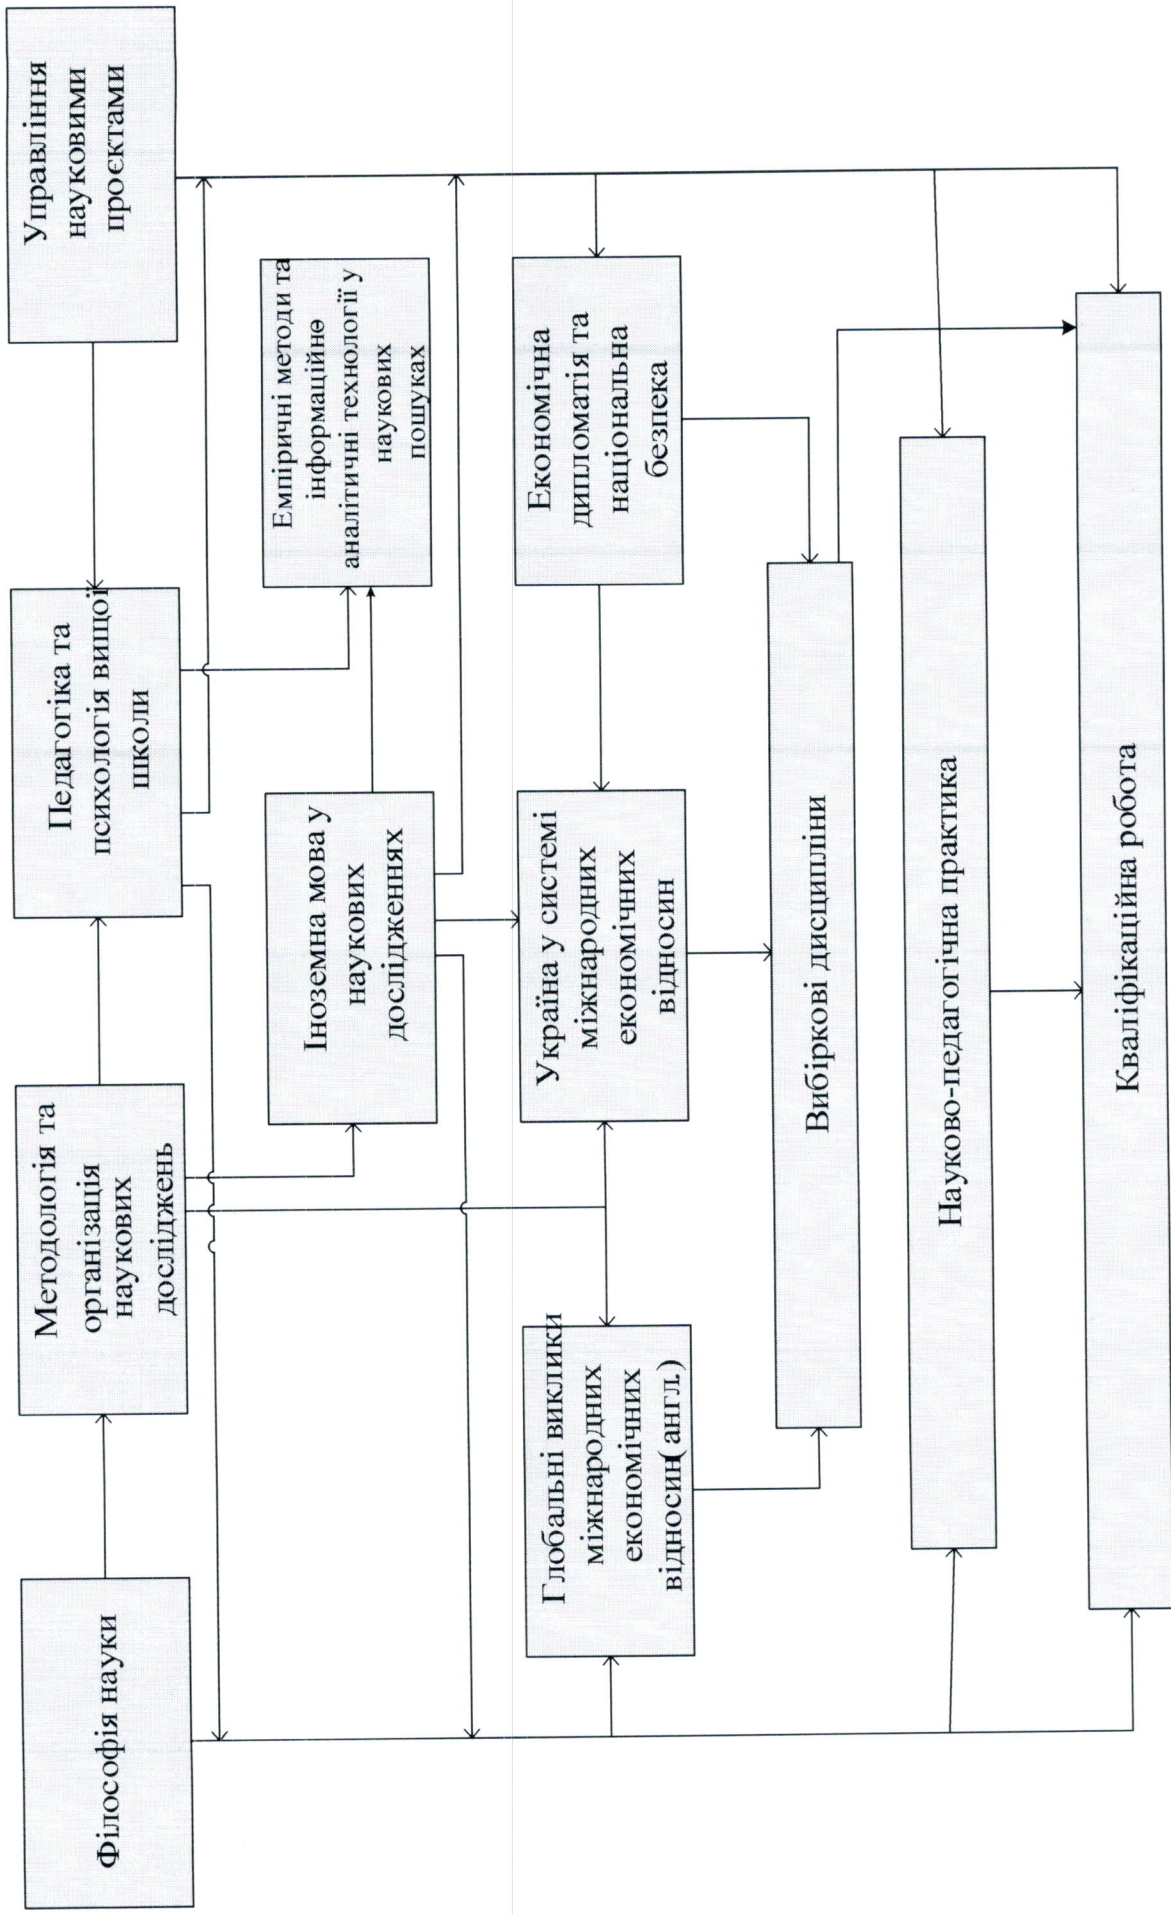 Філософія науки
Методологія та
організація
наукових
досліджень
Педагогіка та
психологія вищої
школи
Управління
науковими
проєктами
Іноземна мова у
наукових
дослідженнях
Емпіричні методи та
інформаційно
аналітичні технології у
наукових
пошуках
Глобальні виклики
міжнародних
економічних
відносин( англ.)
Україна у системі
міжнародних
економічних
відносин
Економічна
дипломатія та
національна
безпека
Вибіркові дисципліни
Науково-педагогічна практика
Кваліфікаційна робота